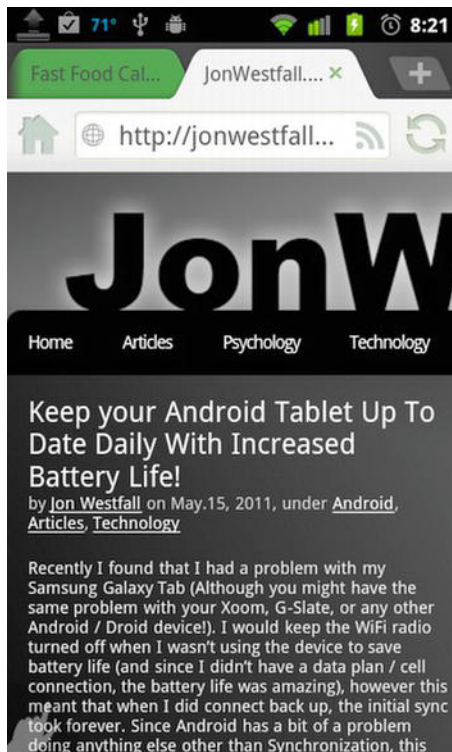 71° 8:21
Fast Food Cal... JonWestfall.... ×
http://jonwestfall...
JonW
Home Articles Psychology Technology
Keep your Android Tablet Up To
Date Daily With Increased
Battery Life!
by Jon Westfall on May.15, 2011, under Android,
Articles, Technology
Recently I found that I had a problem with my
Samsung Galaxy Tab (Although you might have the
same problem with your Xoom, G-Slate, or any other
Android / Droid device!). I would keep the WiFi radio
turned off when I wasn't using the device to save
battery life (and since I didn't have a data plan / cell
connection, the battery life was amazing), however this
meant that when I did connect back up, the initial sync
took forever. Since Android has a bit of a problem
doing anything else other than Synchronization, this